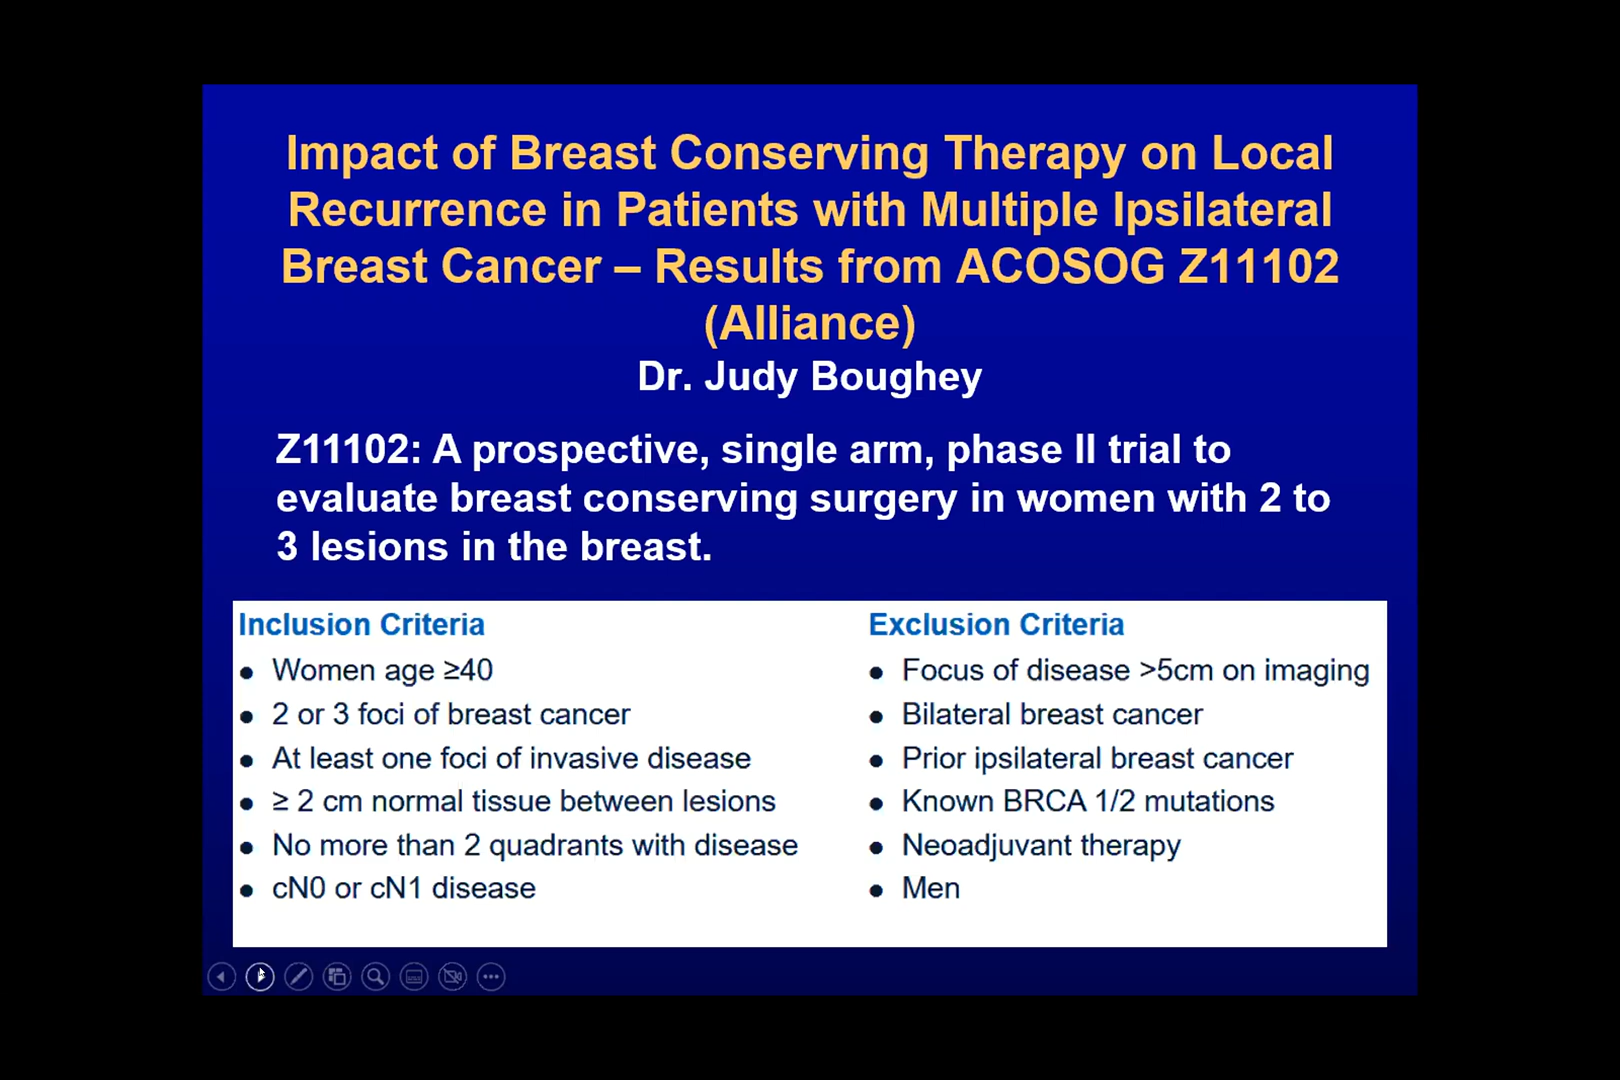 Impact of Breast Conserving Therapy on Local
Recurrence in Patients with Multiple Ipsilateral
Breast Cancer – Results from ACOSOG Z11102
(Alliance)
Dr. Judy Boughey
Z11102: A prospective, single arm, phase II trial to
evaluate breast conserving surgery in women with 2 to
3 lesions in the breast.
Inclusion Criteria
● Women age ≥40
● 2 or 3 foci of breast cancer
● At least one foci of invasive disease
● ≥ 2 cm normal tissue between lesions
● No more than 2 quadrants with disease
● cN0 or cN1 disease
Exclusion Criteria
● Focus of disease >5cm on imaging
● Bilateral breast cancer
● Prior ipsilateral breast cancer
● Known BRCA 1/2 mutations
● Neoadjuvant therapy
● Men